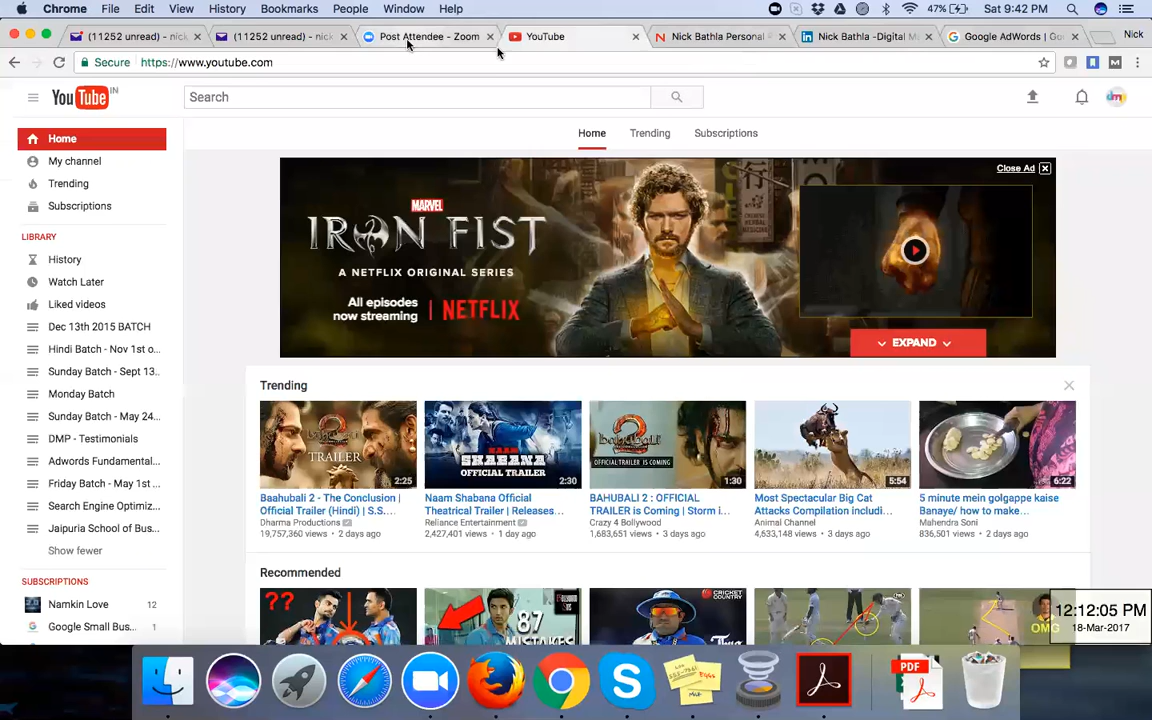 Chrome File Edit View History Bookmarks People Window Help 47% Sat 9:42 PM
(11252 unread) - nick (11252 unread) - nick. Post Attendee - Zoom YouTube Nick Bathla Personal Nick Bathla -Digital M Google AdWords | Go Nick
Secure https://www.youtube.com
YouTube IN Search
Home Trending Subscriptions
Home
My channel
Trending
Subscriptions
LIBRARY
History
Watch Later
Liked videos
Dec 13th 2015 BATCH
Hindi Batch - Nov 1st o...
Sunday Batch - Sept 13..
Monday Batch
Sunday Batch - May 24...
DMP - Testimonials
Adwords Fundamental...
Friday Batch - May 1st ...
Search Engine Optimiz...
Jaipuria School of Bus...
Show fewer
SUBSCRIPTIONS
Namkin Love 12
Google Small Bus... 1
Close Ad
MARVEL
IRON FIST
A NETFLIX ORIGINAL SERIES
All episodes
now streaming
NETFLIX
EXPAND
Trending
TRAILER
2:25
Baahubali 2 - The Conclusion |
Official Trailer (Hindi) | S.S....
Dharma Productions
19,757,360 views • 2 days ago
NAAM
SHABANA
OFFICIAL TRAILER
2:30
Naam Shabana Official
Theatrical Trailer | Releases...
Reliance Entertainment
2,427,401 views • 1 day ago
OFFICIAL TRAILER IS COMING
1:30
BAHUBALI 2 : OFFICIAL
TRAILER is Coming | Storm i...
Crazy 4 Bollywood
1,683,651 views • 3 days ago
5:54
Most Spectacular Big Cat
Attacks Compilation includi...
Animal Channel
4,633,148 views • 3 days ago
6:22
5 minute mein golgappe kaise
Banaye/ how to make...
Mahendra Soni
836,501 views • 2 days ago
Recommended
??
87
MISTAKES
CRICKET
COUNTRY
OMG
12:12:05 PM
18-Mar-2017
PDF